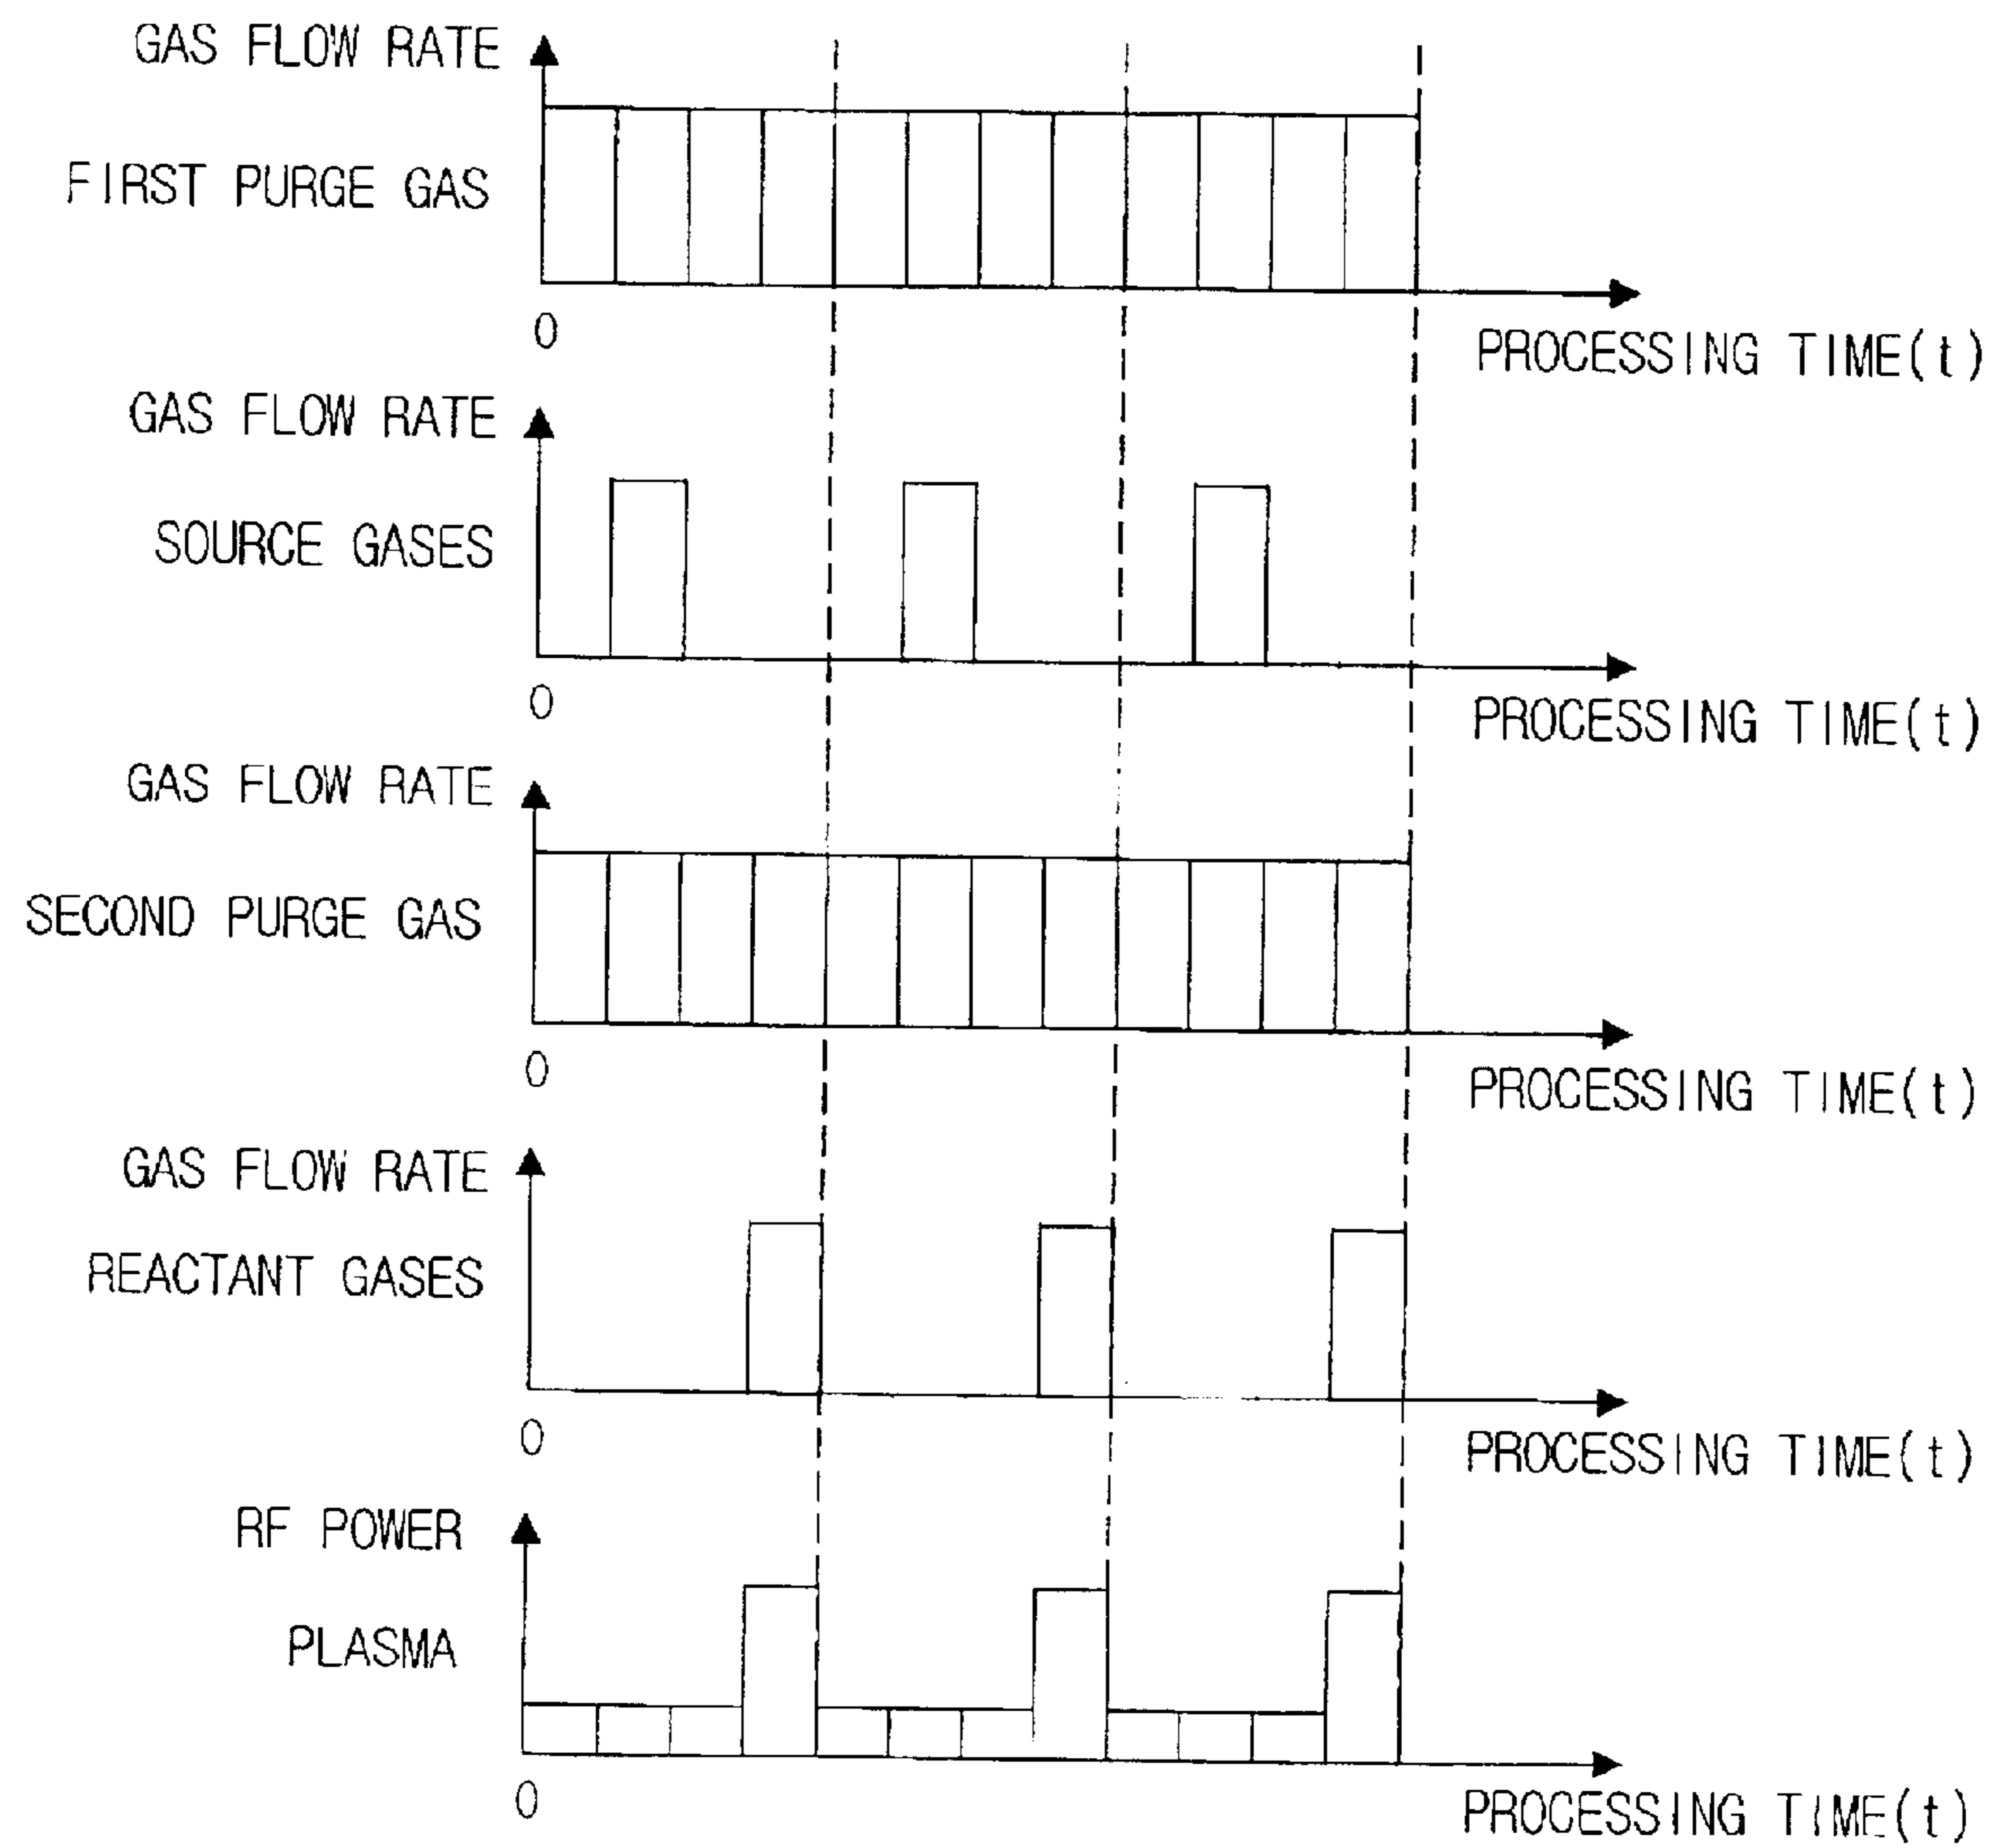 GAS FLOW RATE
FIRST PURGE GAS
0
PROCESSING TIME(t)
GAS FLOW RATE
SOURCE GASES
0
PROCESSING TIME(t)
GAS FLOW RATE
SECOND PURGE GAS
0
PROCESSING TIME(t)
GAS FLOW RATE
REACTANT GASES
0
PROCESSING TIME(t)
RF POWER
PLASMA
0
PROCESSING TIME(t)